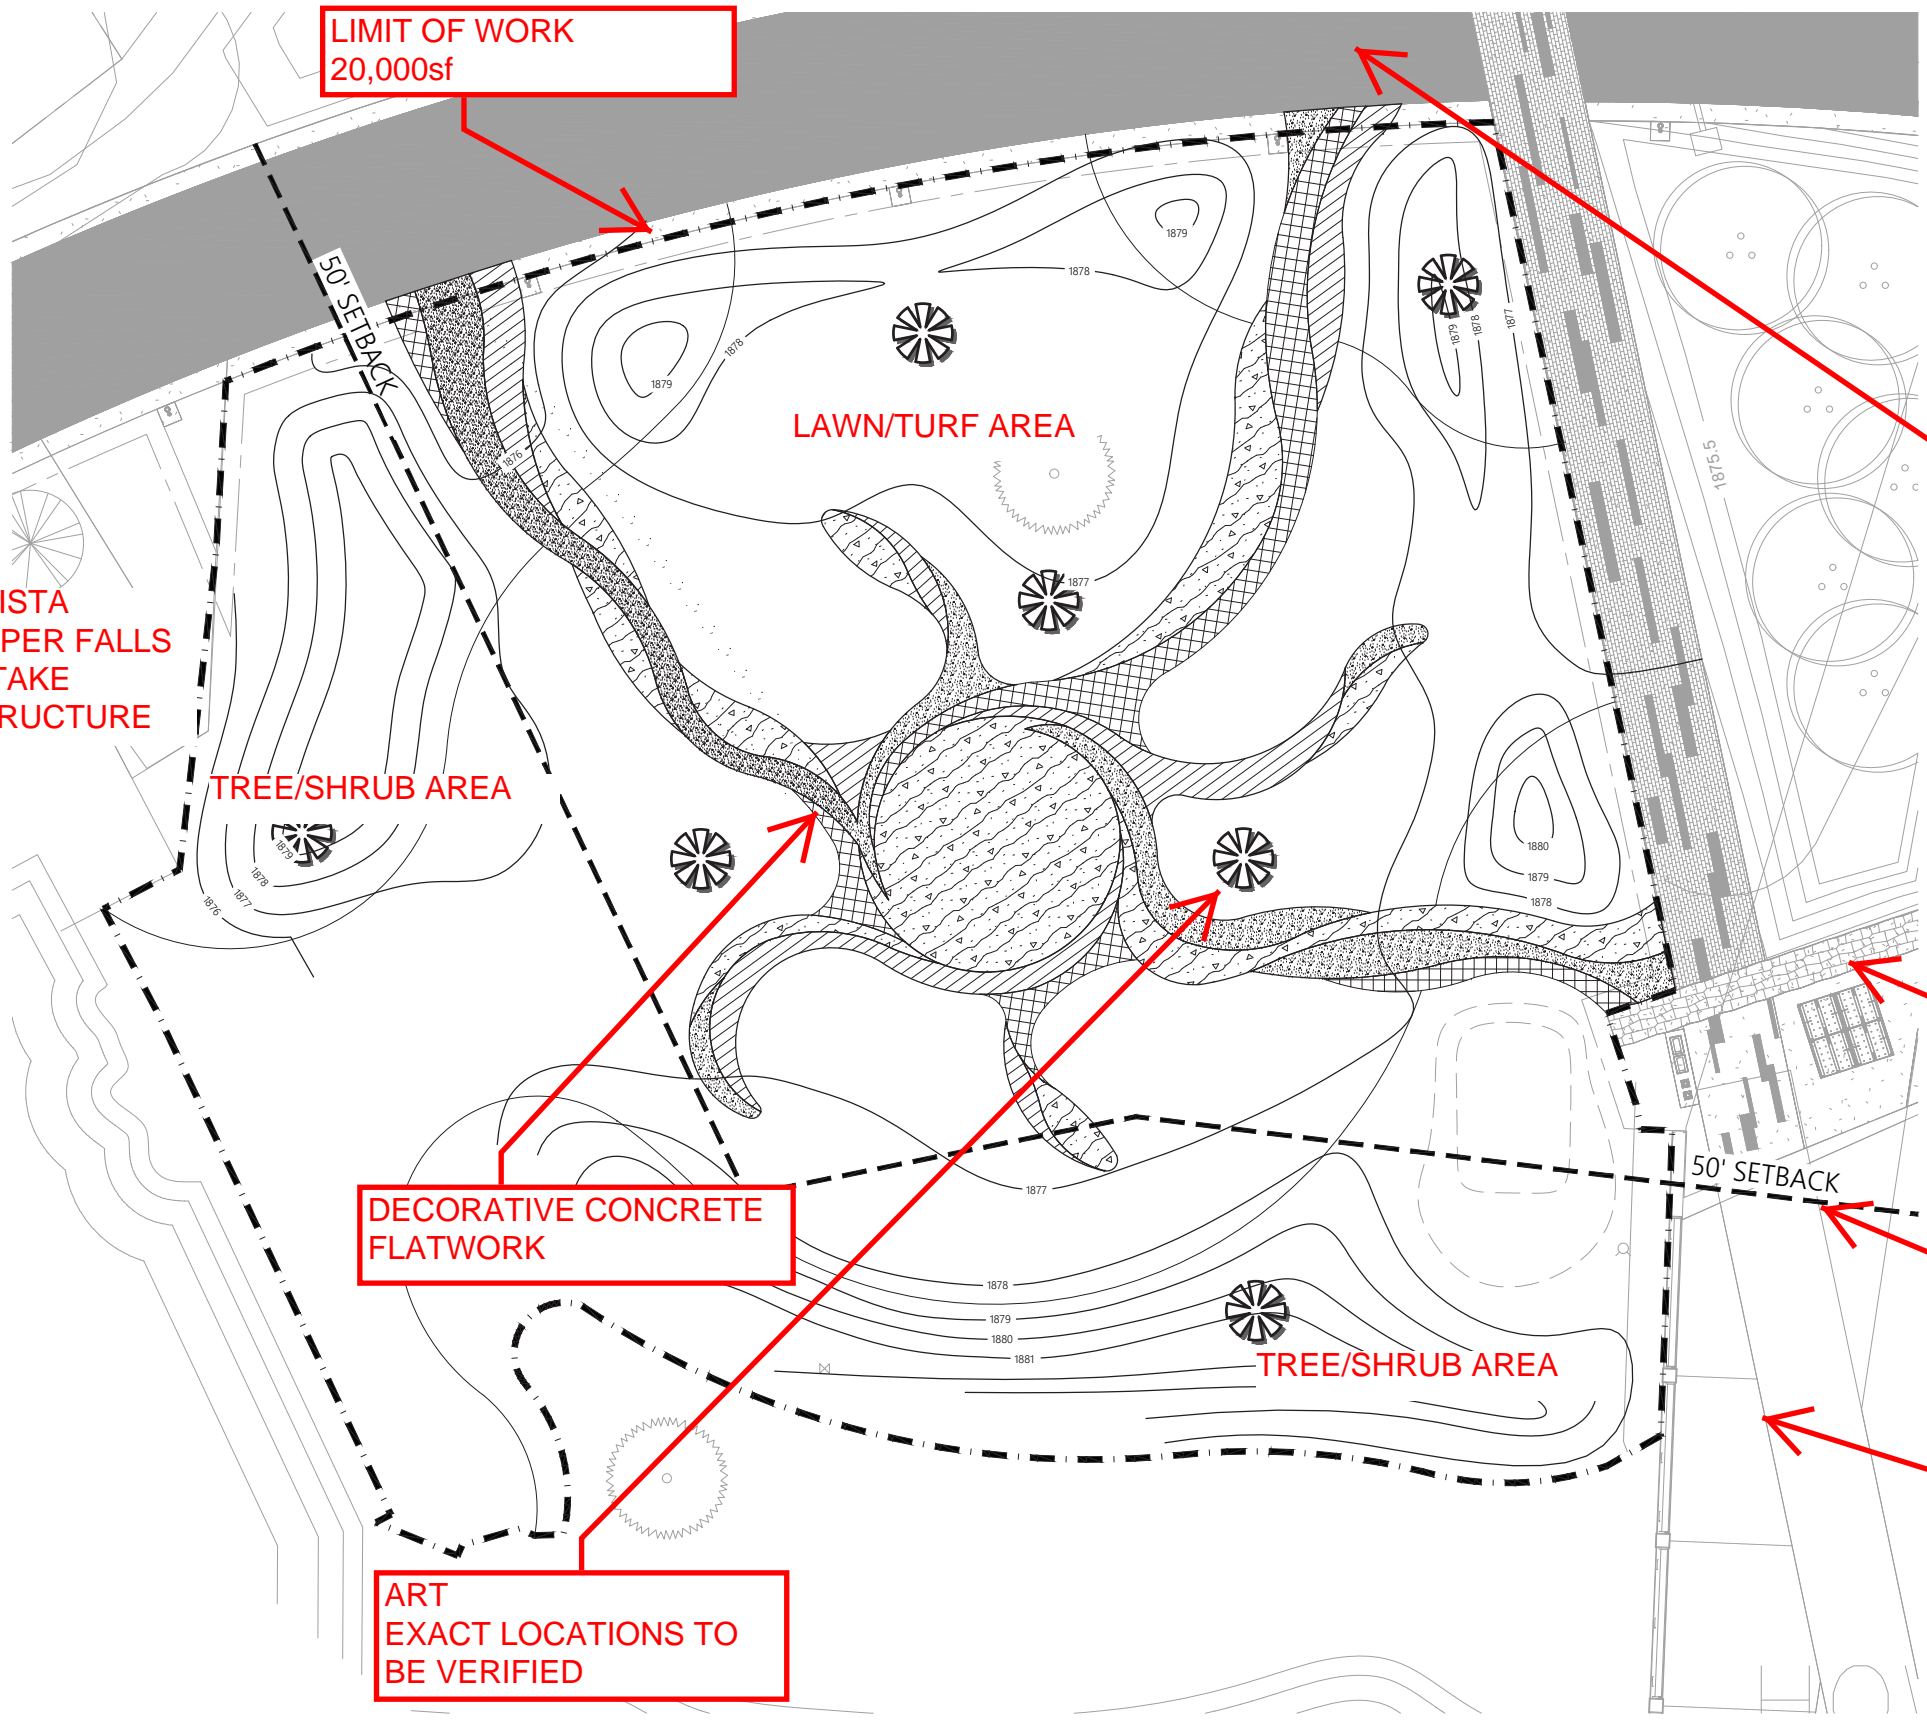 LIMIT OF WORK
20,000sf
50' SETBACK
1879
1878
1879
1878
1879
1878
1877
LAWN/TURF AREA
1876
1875.5
1877
ISTA
PER FALLS
TAKE
RUCTURE
TREE/SHRUB AREA
1879
1878
1877
1876
1880
1879
1878
50' SETBACK
1877
DECORATIVE CONCRETE
FLATWORK
1878
1879
1880
1881
TREE/SHRUB AREA
ART
EXACT LOCATIONS TO
BE VERIFIED